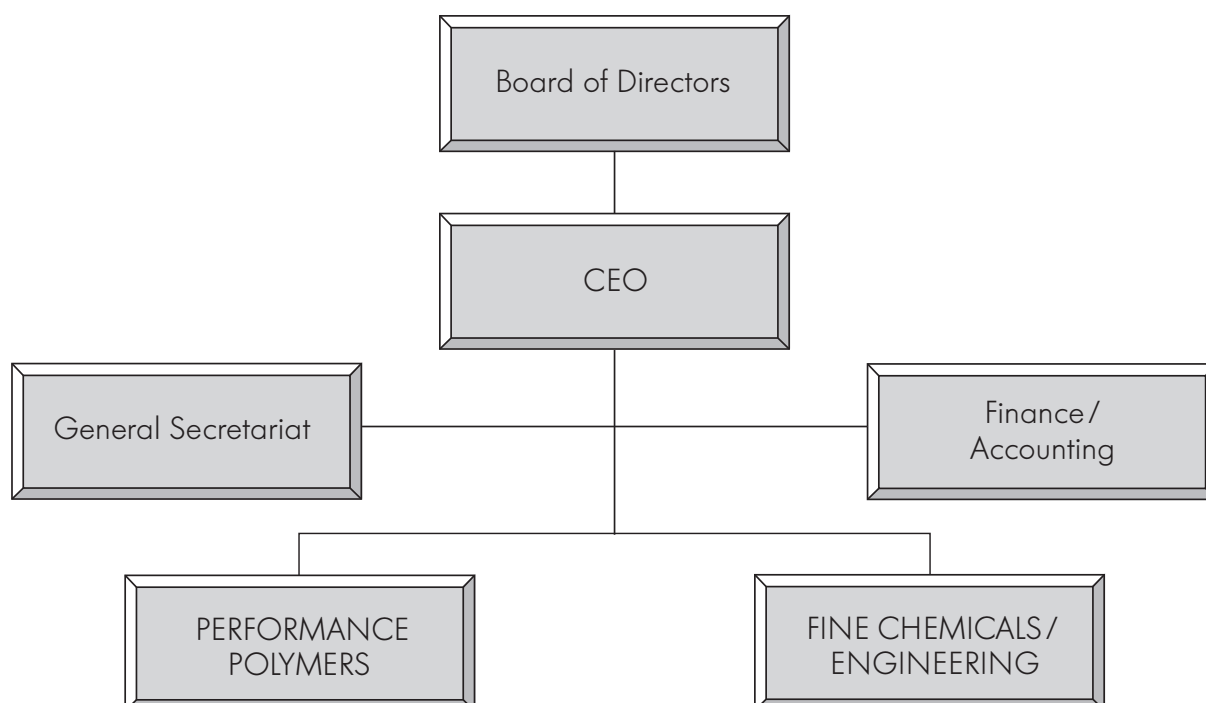 Board of Directors
CEO
General Secretariat
Finance/
Accounting
PERFORMANCE
POLYMERS
FINE CHEMICALS/
ENGINEERING